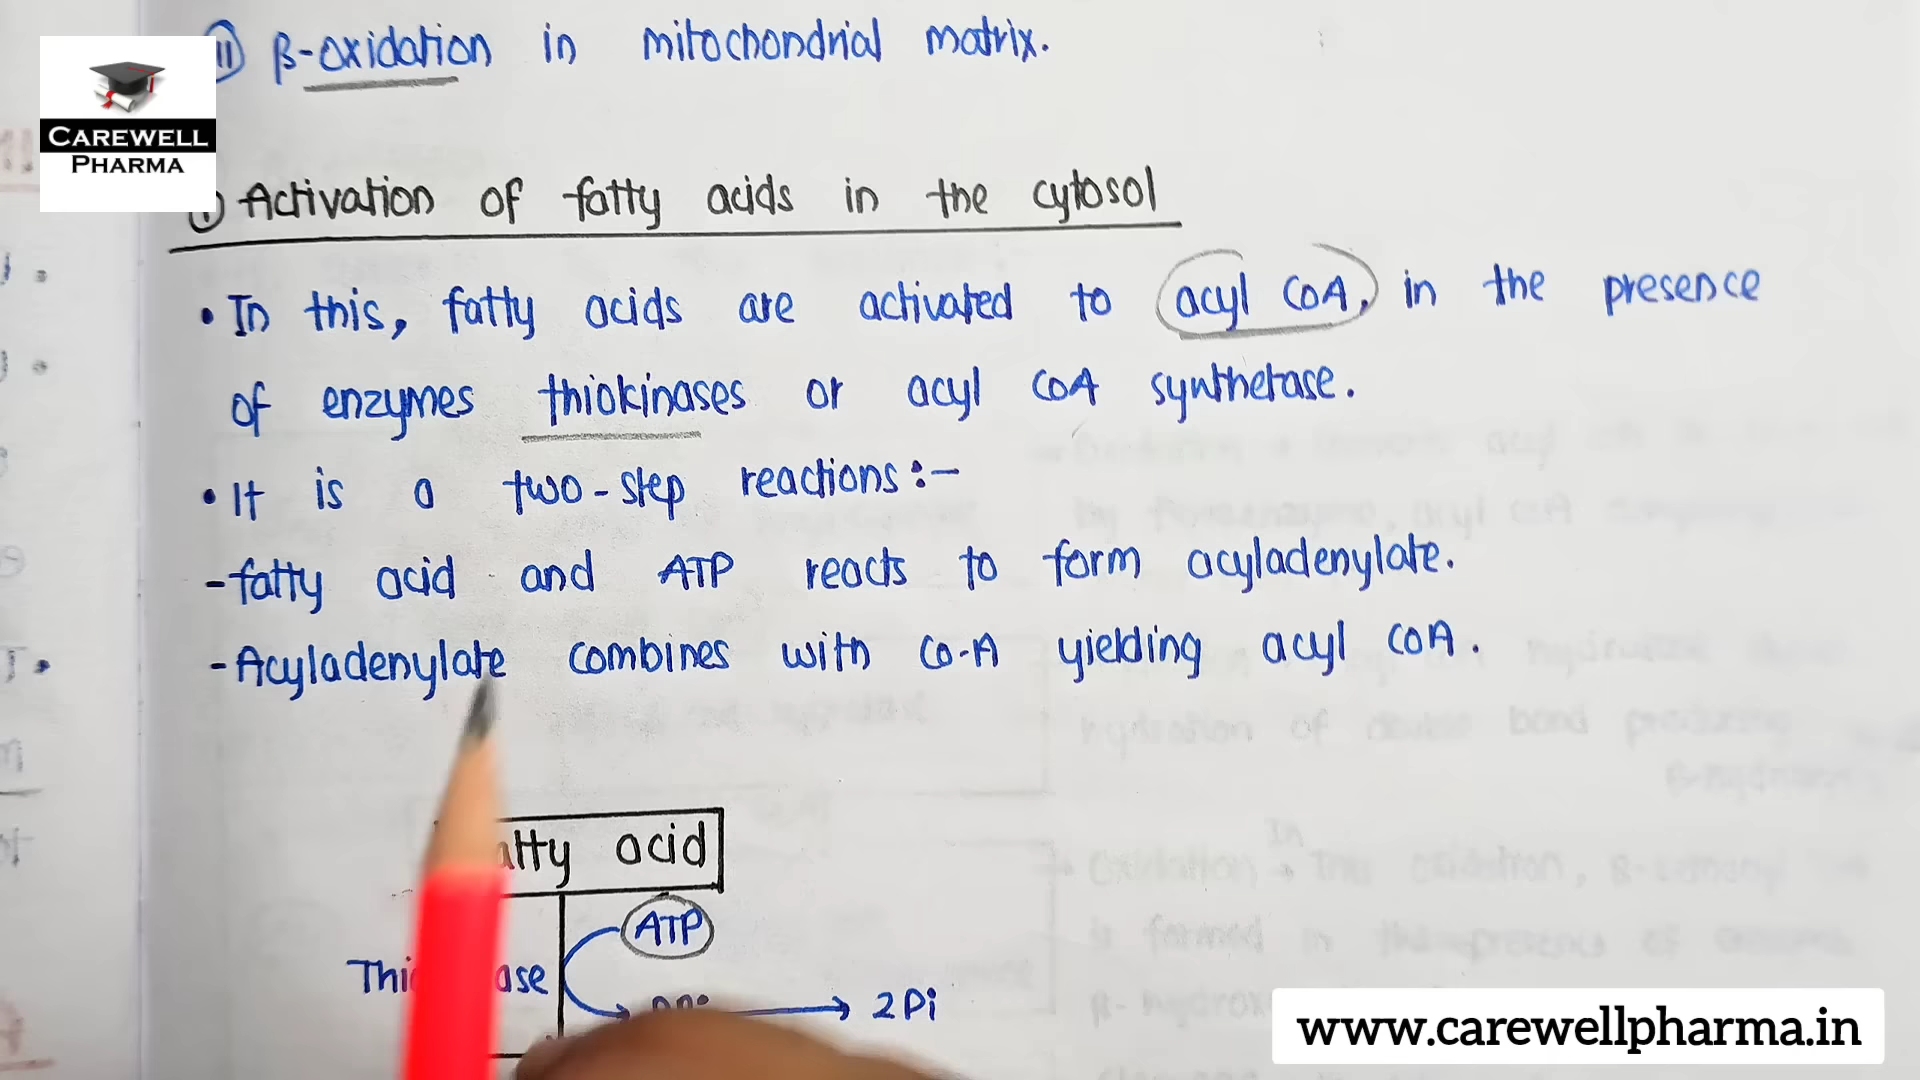 II β-oxidation in mitochondrial matrix.
CAREWELL
PHARMA
Activation of fatty acids in the cytosol
• In this, fatty acids are activated to acyl CoA, in the presence
of enzymes thiokinases or acyl CoA synthetase.
• It is a two-step reactions:-
- fatty acid and ATP reacts to form acyladenylate.
- Acyladenylate combines with Co-A yielding acyl CoA.
acid
ATP
2Pi
www.carewellpharma.in